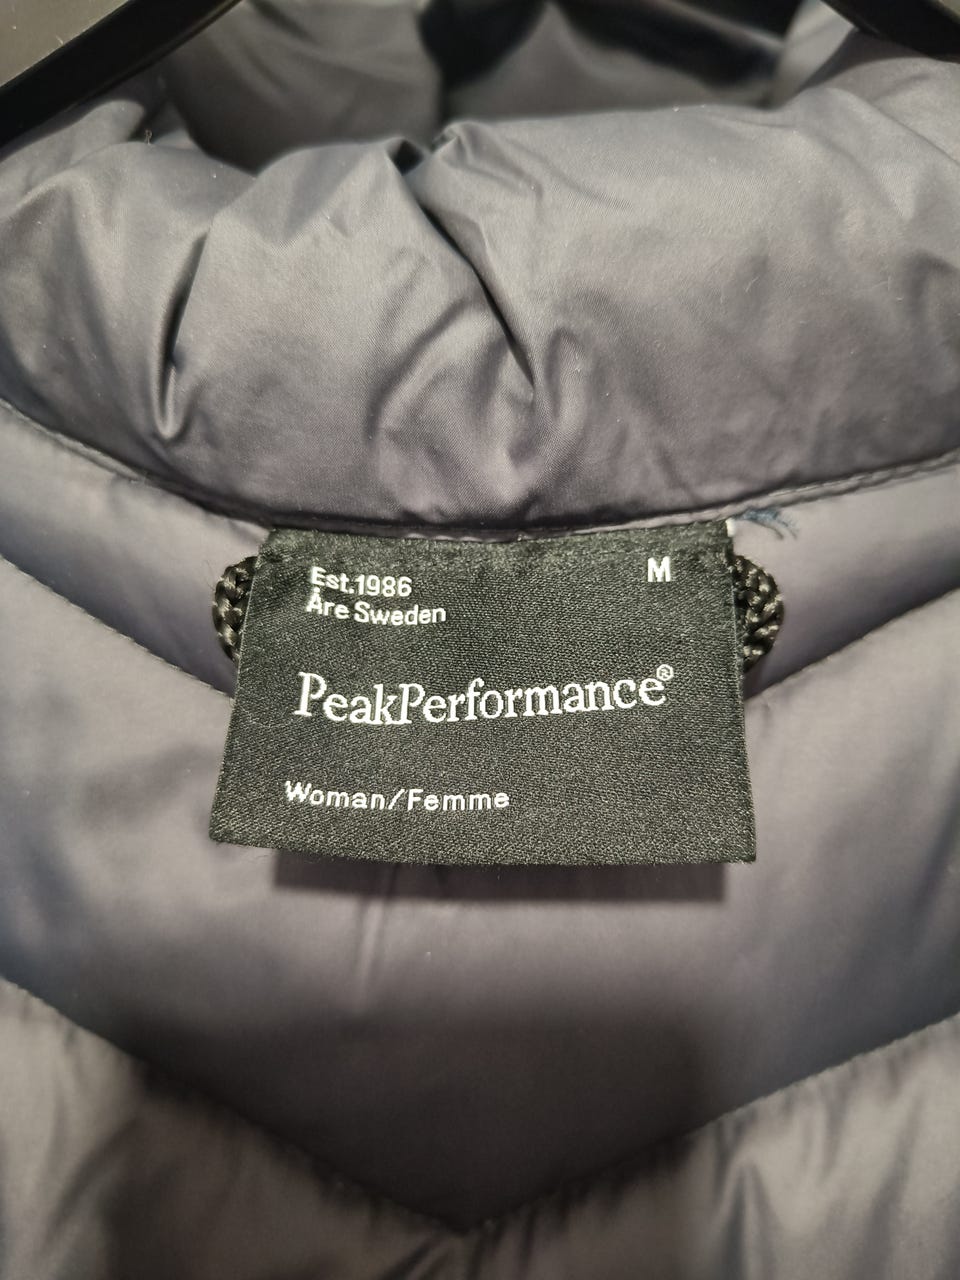 Est.1986
Åre Sweden
M
PeakPerformance®
Woman/Femme